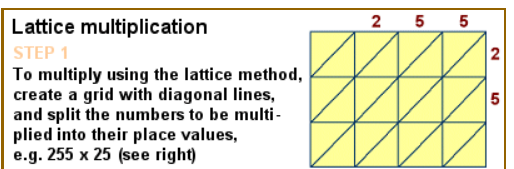 Lattice multiplication
STEP 1
To multiply using the lattice method,
create a grid with diagonal lines,
and split the numbers to be multi-
plied into their place values,
e.g. 255 x 25 (see right)
2 5 5
2
5